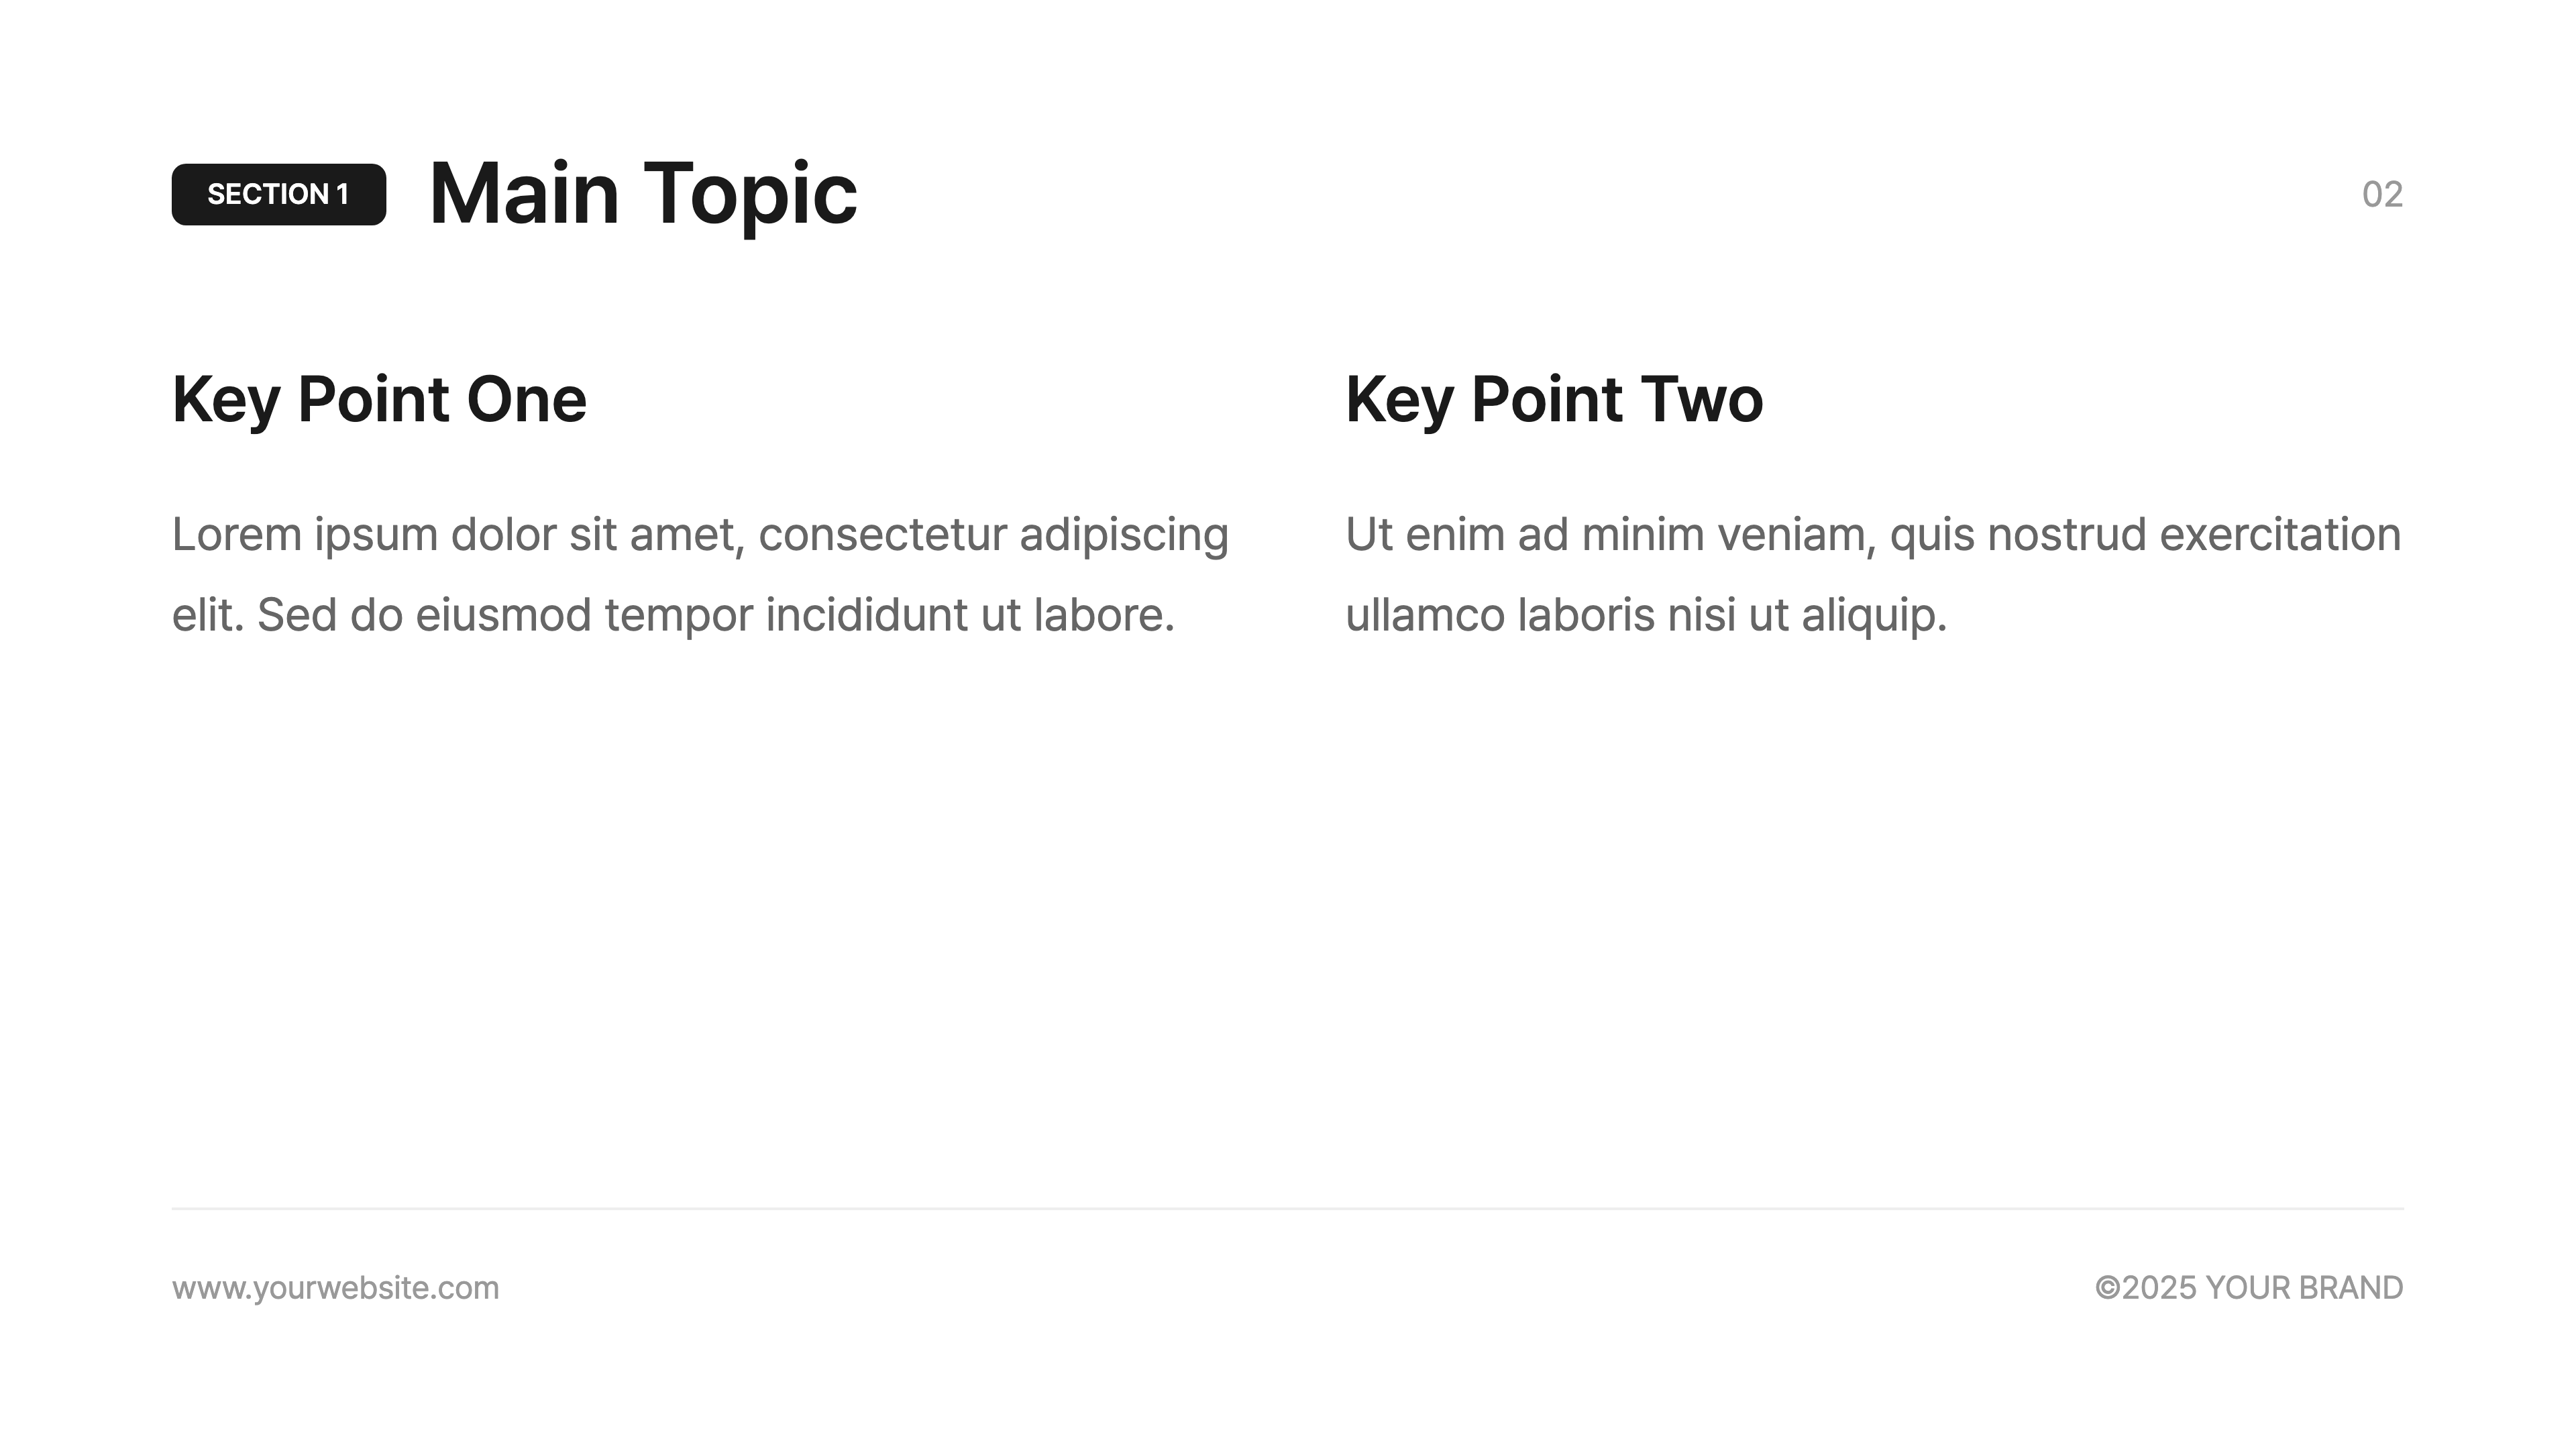 SECTION 1
Main Topic
02
Key Point One
Lorem ipsum dolor sit amet, consectetur adipiscing
elit. Sed do eiusmod tempor incididunt ut labore.
Key Point Two
Ut enim ad minim veniam, quis nostrud exercitation
ullamco laboris nisi ut aliquip.
www.yourwebsite.com
©2025 YOUR BRAND